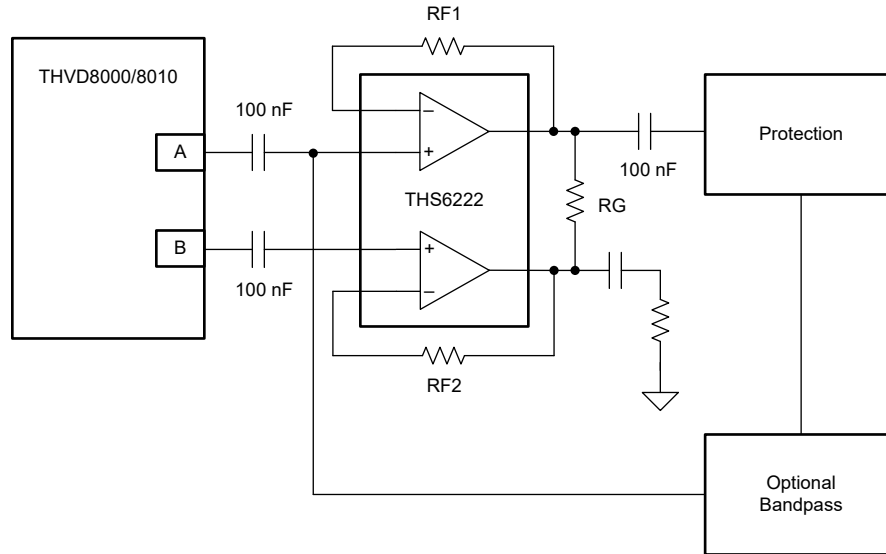 RF1
THVD8000/8010
100 nF
A
−
+
THS6222
100 nF
Protection
RG
B
100 nF
+
−
RF2
Optional
Bandpass